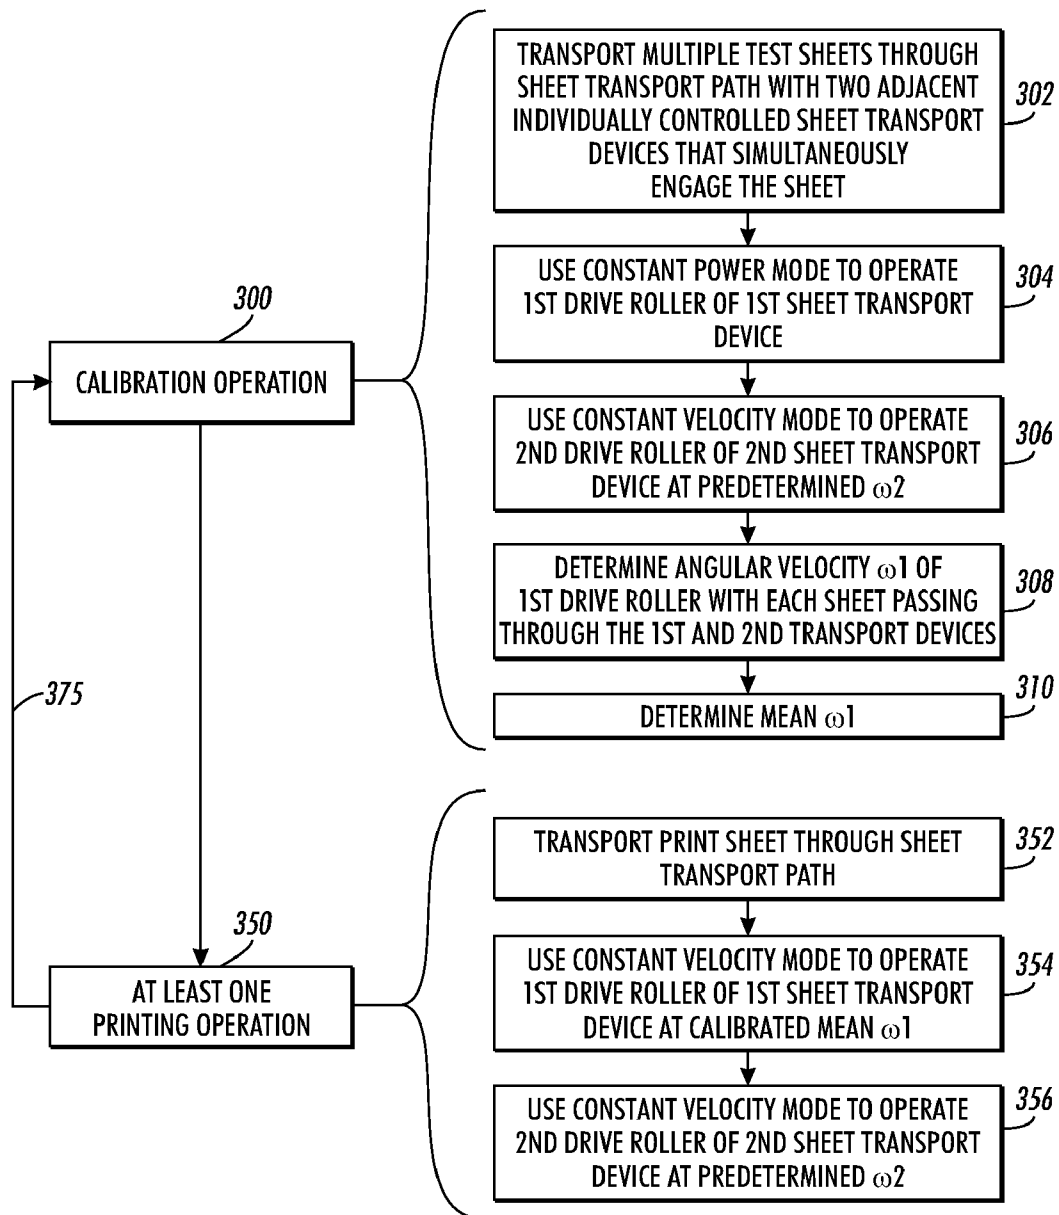 300
CALIBRATION OPERATION
TRANSPORT MULTIPLE TEST SHEETS THROUGH
SHEET TRANSPORT PATH WITH TWO ADJACENT
INDIVIDUALLY CONTROLLED SHEET TRANSPORT
DEVICES THAT SIMULTANEOUSLY
ENGAGE THE SHEET
302
USE CONSTANT POWER MODE TO OPERATE
1ST DRIVE ROLLER OF 1ST SHEET TRANSPORT
DEVICE
304
USE CONSTANT VELOCITY MODE TO OPERATE
2ND DRIVE ROLLER OF 2ND SHEET TRANSPORT
DEVICE AT PREDETERMINED ω2
306
DETERMINE ANGULAR VELOCITY ω1 OF
1ST DRIVE ROLLER WITH EACH SHEET PASSING
THROUGH THE 1ST AND 2ND TRANSPORT DEVICES
308
DETERMINE MEAN ω1
310
375
350
AT LEAST ONE
PRINTING OPERATION
TRANSPORT PRINT SHEET THROUGH SHEET
TRANSPORT PATH
352
USE CONSTANT VELOCITY MODE TO OPERATE
1ST DRIVE ROLLER OF 1ST SHEET TRANSPORT
DEVICE AT CALIBRATED MEAN ω1
354
USE CONSTANT VELOCITY MODE TO OPERATE
2ND DRIVE ROLLER OF 2ND SHEET TRANSPORT
DEVICE AT PREDETERMINED ω2
356